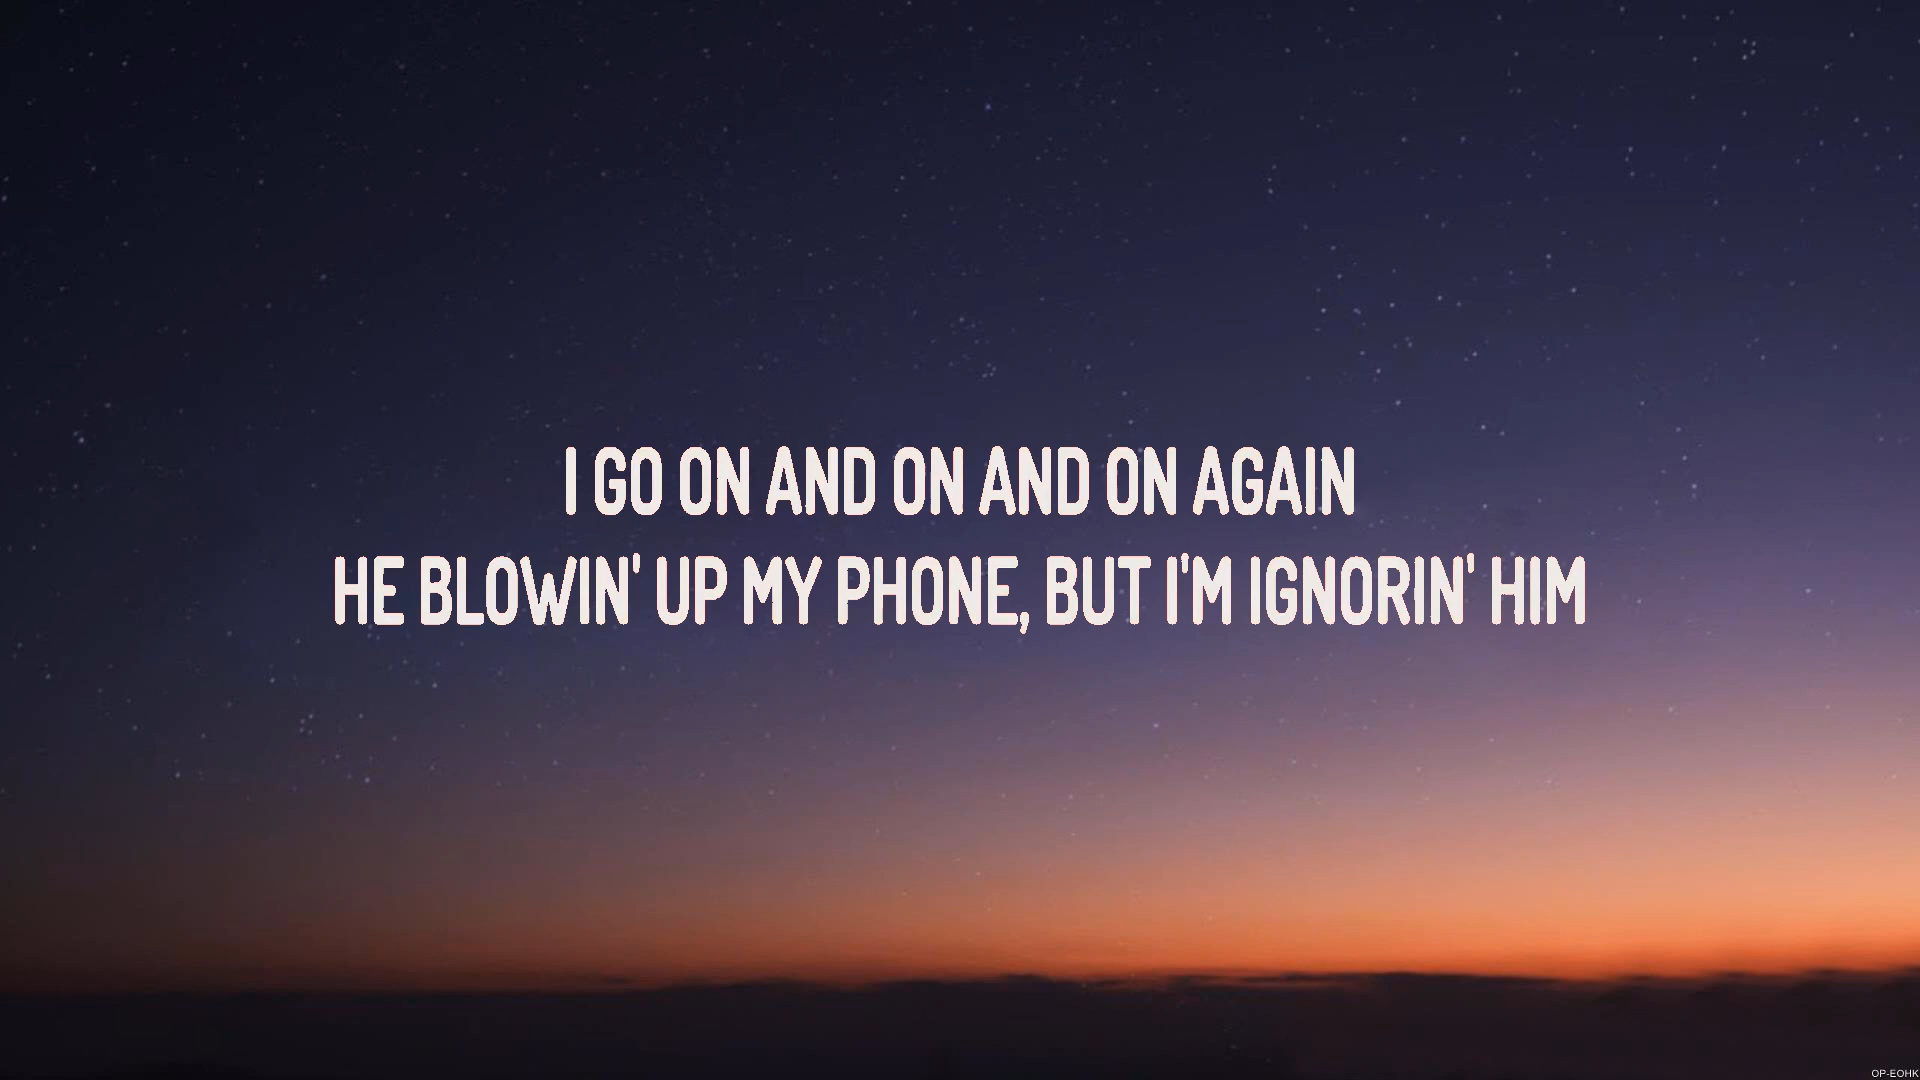 I GO ON AND ON AND ON AGAIN
HE BLOWIN' UP MY PHONE, BUT I'M IGNORIN' HIM
OP-EOHK